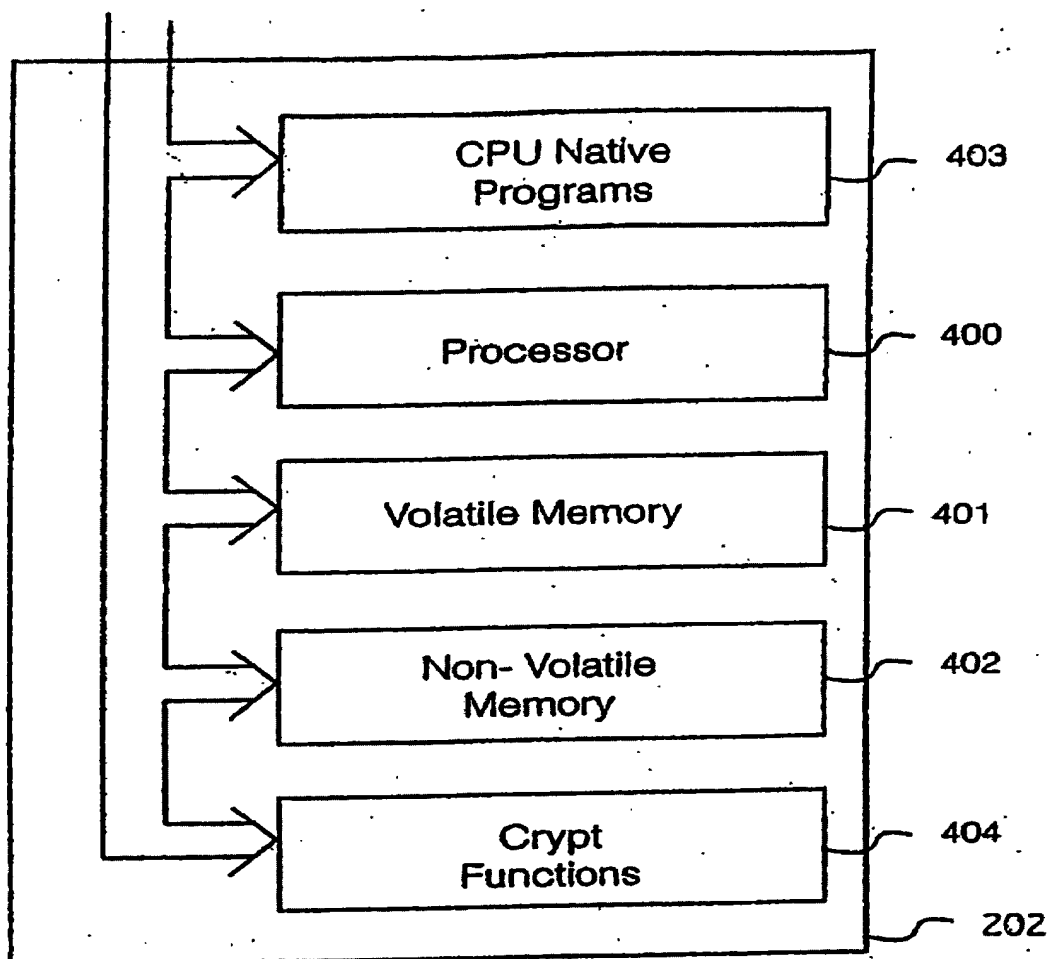 CPU Native
Programs
403
Processor
400
Volatile Memory
401
Non- Volatile
Memory
402
Crypt
Functions
404
202